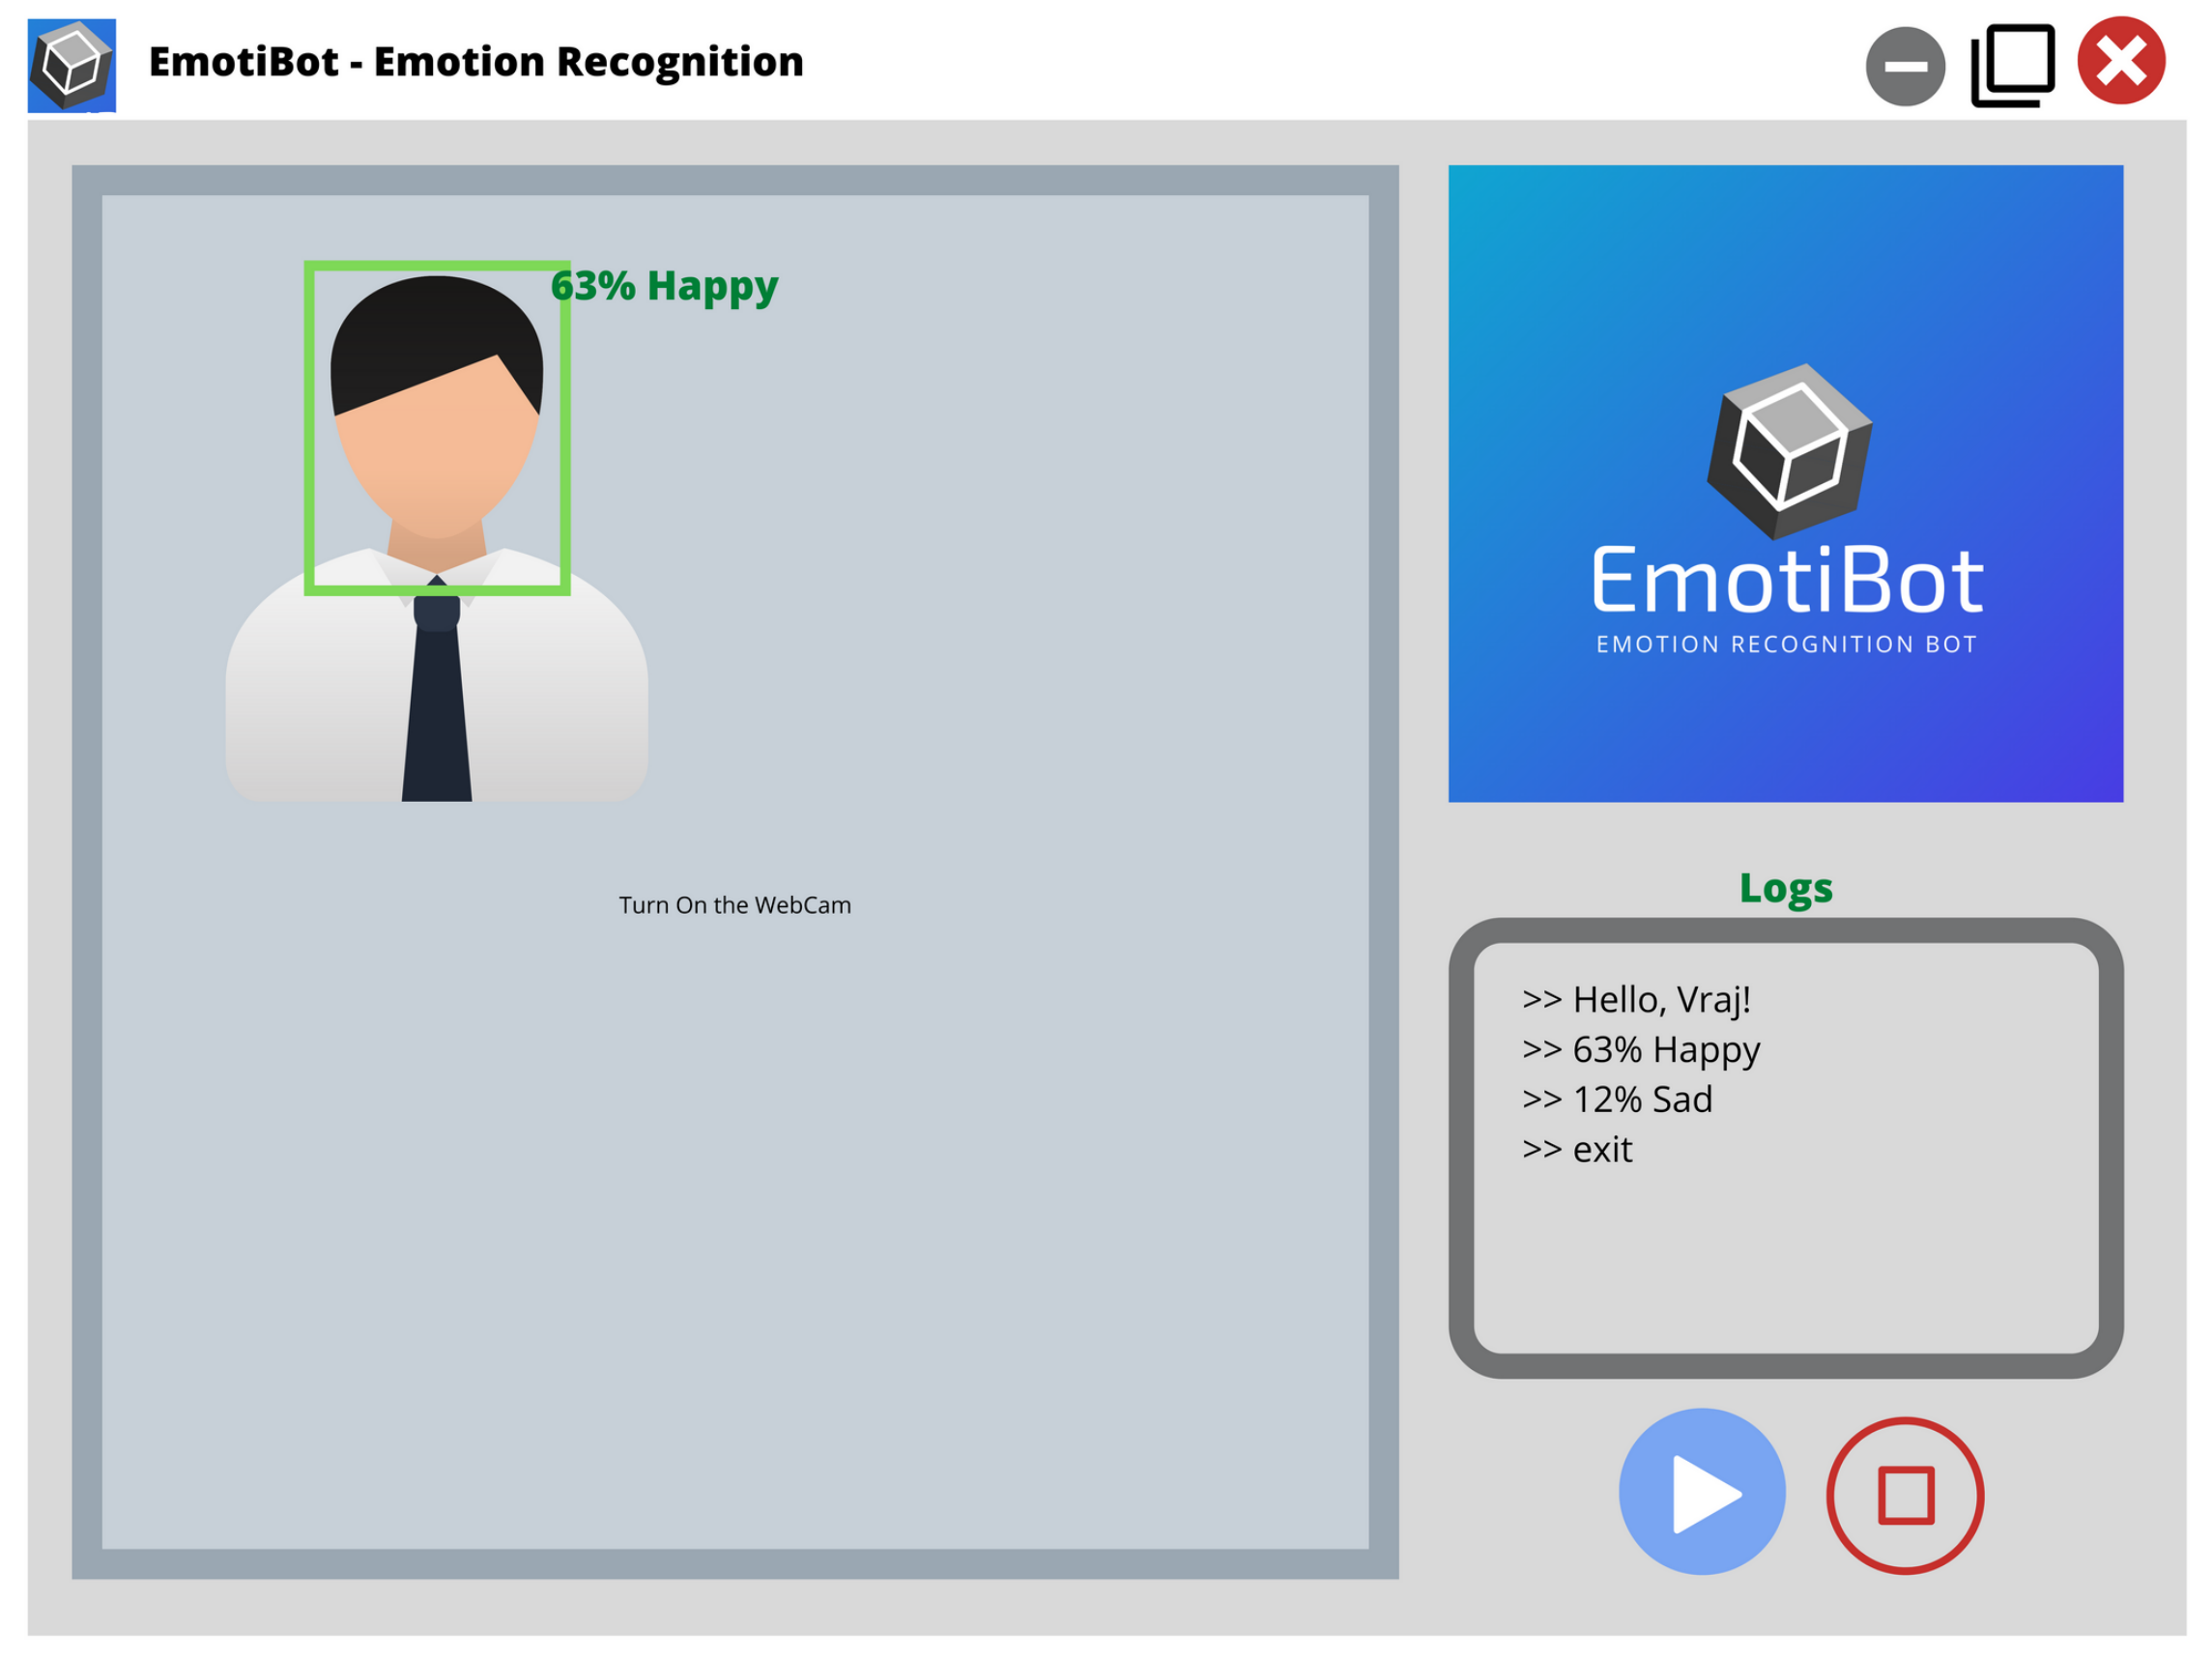 EmotiBot - Emotion Recognition
63% Happy
Turn On the WebCam
EmotiBot
EMOTION RECOGNITION BOT
Logs
>> Hello, Vraj!
>> 63% Happy
>> 12% Sad
>> exit